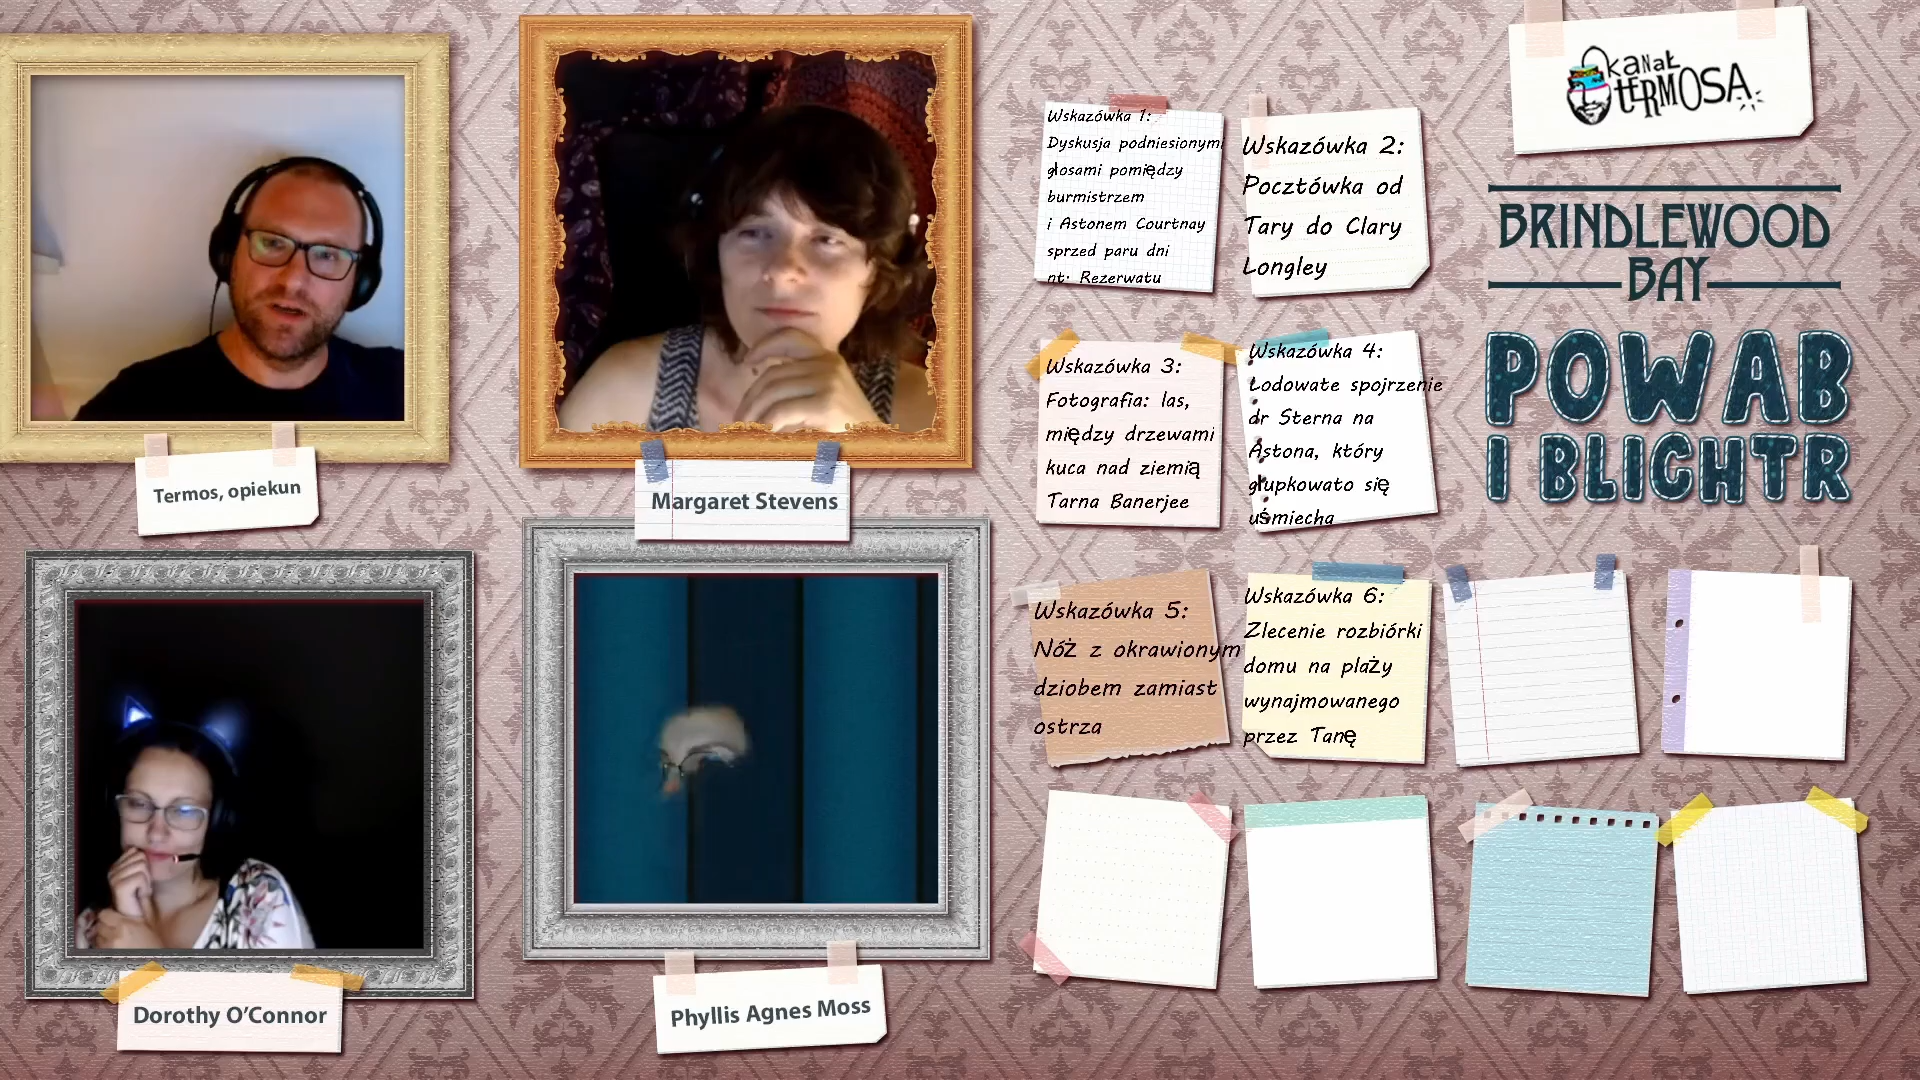 Termos, opiekun
Margaret Stevens
Dorothy O'Connor
Phyllis Agnes Moss
Wskazówka 1:
Dyskusja podniesionymi
głosami pomiędzy
burmistrzem
i Astonem Courtnay
sprzed paru dni
nt. Rezerwatu
Wskazówka 2:
Pocztówka od
Tary do Clary
Longley
Wskazówka 3:
Fotografia: las,
między drzewami
kuca nad ziemią
Tarna Banerjee
Wskazówka 4:
Lodowate spojrzenie
dr Sterna na
Astona, który
głupkowato się
uśmiecha
Wskazówka 5:
Nóż z okrawionym
dziobem zamiast
ostrza
Wskazówka 6:
Zlecenie rozbiórki
domu na plaży
wynajmowanego
przez Tanę
KANAŁ
TERMOSA
BRINDLEWOOD
BAY
POWAB
I BLICHTR